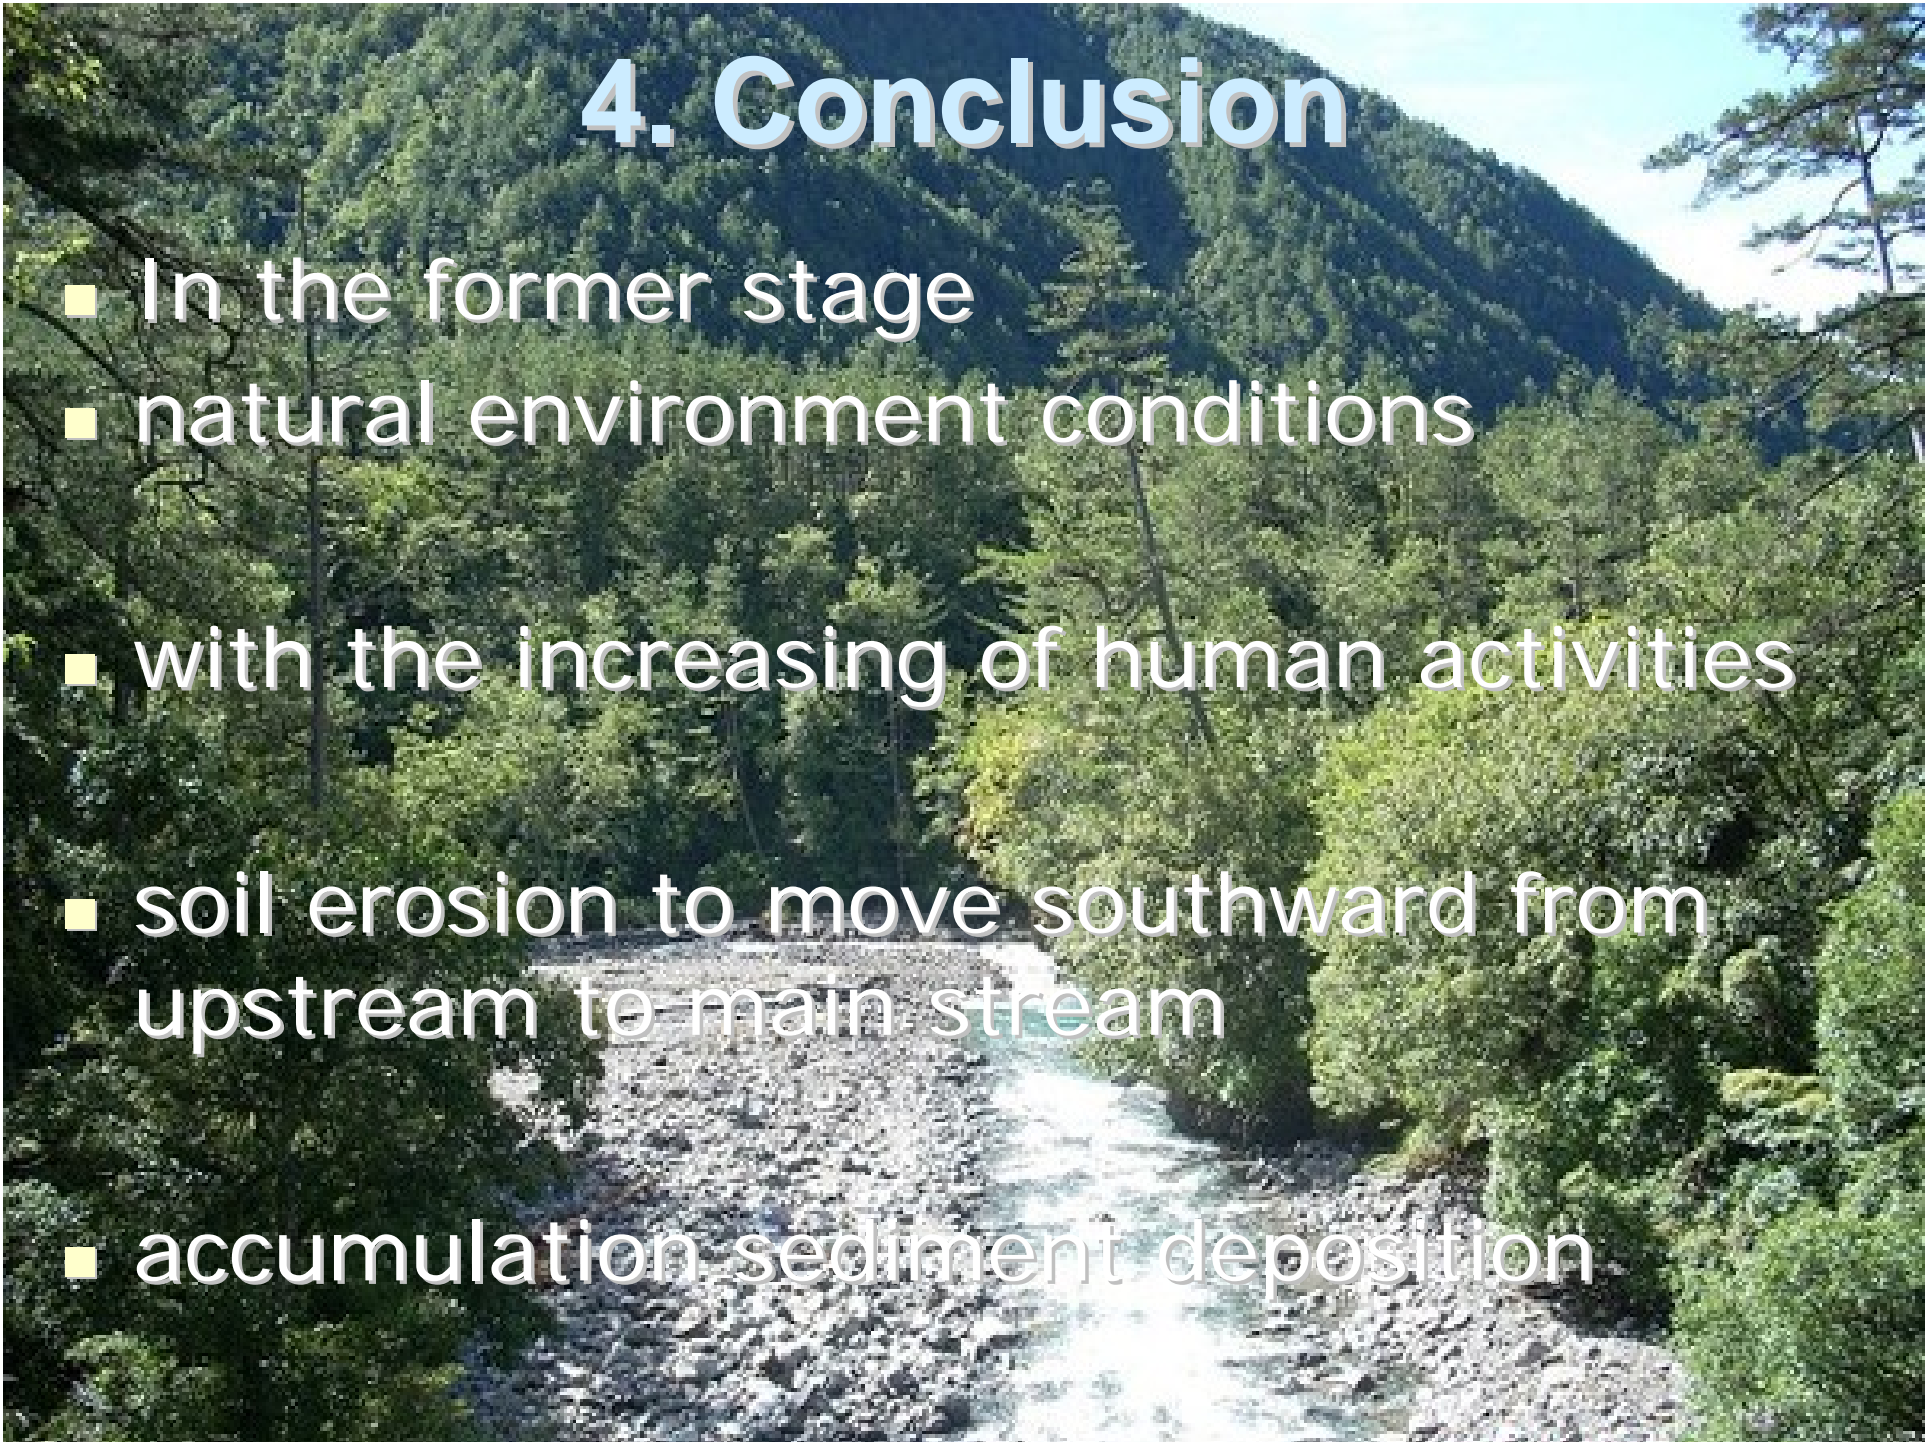 4. Conclusion
In the former stage
natural environment conditions
with the increasing of human activities
soil erosion to move southward from
upstream to main stream
accumulation sediment deposition